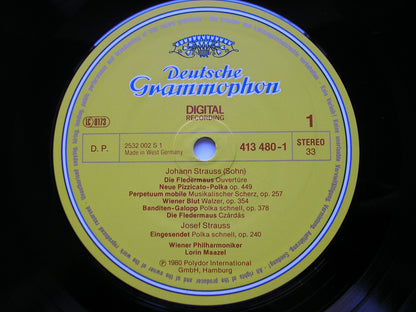 Deutsche
Grammophon
DIGITAL
RECORDING
LC 0173
1
D. P.
2532 002 S 1
Made in West Germany
413 480-1
STEREO
33
Johann Strauss (Sohn)
Die Fledermaus Ouvertüre
Neue Pizzicato-Polka op. 449
Perpetuum mobile Musikalischer Scherz, op. 257
Wiener Blut Walzer, op. 354
Banditen-Galopp Polka schnell, op. 378
Die Fledermaus Czárdás
Josef Strauss
Eingesendet Polka schnell, op. 240
Wiener Philharmoniker
Lorin Maazel
℗ 1980 Polydor International
GmbH, Hamburg